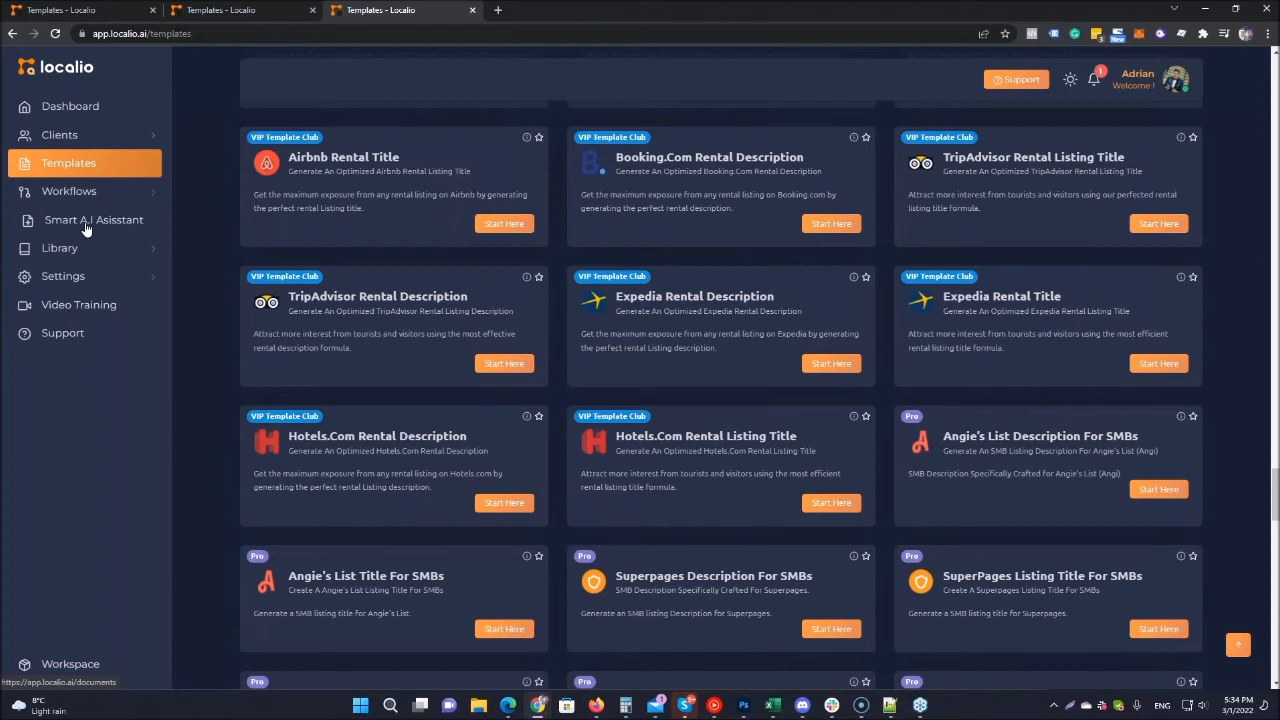 Templates - Localio
Templates - Localio
Templates - Localio
app.localio.ai/templates
New
localio
Support
1
Adrian
Welcome !
Dashboard
Clients
Templates
Workflows
Smart A.I Asistant
Library
Settings
Video Training
Support
Workspace
VIP Template Club
Airbnb Rental Title
Generate An Optimized Airbnb Rental Listing Title
Get the maximum exposure from any rental listing on Airbnb by generating
the perfect rental Listing title.
Start Here
VIP Template Club
B.
Booking.Com Rental Description
Generate An Optimized Booking.Com Rental Description
Get the maximum exposure from any rental listing on Booking.com by
generating the perfect rental Listing description.
Start Here
VIP Template Club
TripAdvisor Rental Listing Title
Generate An Optimized TripAdvisor Rental Listing Title
Attract more interest from tourists and visitors using our perfected rental
listing title formula.
Start Here
VIP Template Club
TripAdvisor Rental Description
Generate An Optimized TripAdvisor Rental Listing Description
Attract more interest from tourists and visitors using the most effective
rental description formula.
Start Here
VIP Template Club
Expedia Rental Description
Generate An Optimized Expedia Rental Description
Get the maximum exposure from any rental listing on Expedia by generating
the perfect rental Listing description.
Start Here
VIP Template Club
Expedia Rental Title
Generate An Optimized Expedia Rental Listing Title
Attract more interest from tourists and visitors using the most efficient
rental listing title formula.
Start Here
VIP Template Club
Hotels.Com Rental Description
Generate An Optimized Hotels.Com Rental Description
Get the maximum exposure from any rental listing on Hotels.com by
generating the perfect rental Listing description.
Start Here
VIP Template Club
Hotels.Com Rental Listing Title
Generate An Optimized Hotels.Com Rental Listing Title
Attract more interest from tourists and visitors using the most efficient
rental listing title formula.
Start Here
Pro
Angie's List Description For SMBs
Generate An SMB Listing Description For Angie's List (Angi)
SMB Description Specifically Crafted for Angie's List (Angi)
Start Here
Pro
Angie's List Title For SMBs
Create A Angie's List Listing Title For SMBs
Generate a SMB listing title for Angie's List.
Start Here
Pro
Superpages Description For SMBs
SMB Description Specifically Crafted For Superpages.
Generate an SMB listing Description for Superpages.
Start Here
Pro
SuperPages Listing Title For SMBs
Create A Superpages Listing Title For SMBs
Generate a SMB listing title for Superpages.
Start Here
Pro
Pro
Pro
https://app.localio.ai/documents
8°C
Light rain
ENG
5:34 PM
3/1/2022